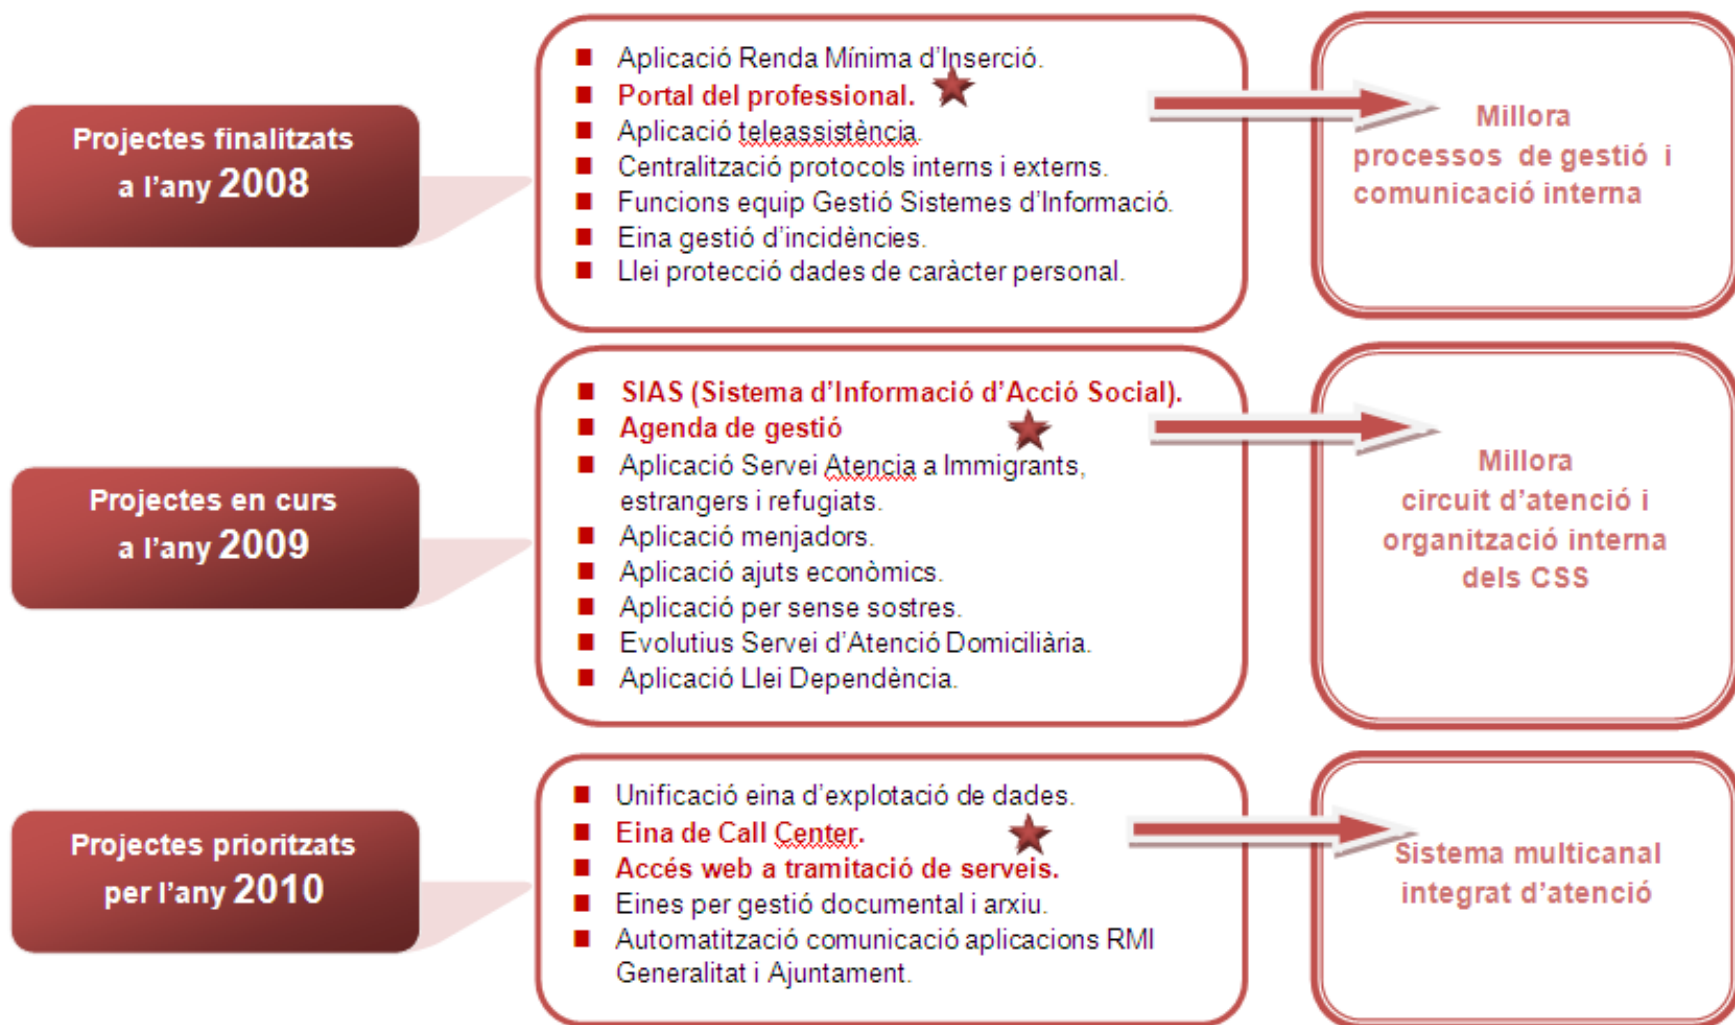 Projectes finalitzats
a l'any 2008
Aplicació Renda Mínima d'Inserció.
Portal del professional.
Aplicació teleassistència.
Centralització protocols interns i externs.
Funcions equip Gestió Sistemes d'Informació.
Eina gestió d'incidències.
Llei protecció dades de caràcter personal.
Millora
processos de gestió i
comunicació interna
Projectes en curs
a l'any 2009
SIAS (Sistema d'Informació d'Acció Social).
Agenda de gestió
Aplicació Servei Atencia a Immigrants,
estrangers i refugiats.
Aplicació menjadors.
Aplicació ajuts econòmics.
Aplicació per sense sostres.
Evolutius Servei d'Atenció Domiciliària.
Aplicació Llei Dependència.
Millora
circuit d'atenció i
organització interna
dels CSS
Projectes prioritzats
per l'any 2010
Unificació eina d'explotació de dades.
Eina de Call Center.
Accés web a tramitació de serveis.
Eines per gestió documental i arxiu.
Automatització comunicació aplicacions RMI
Generalitat i Ajuntament.
Sistema multicanal
integrat d'atenció